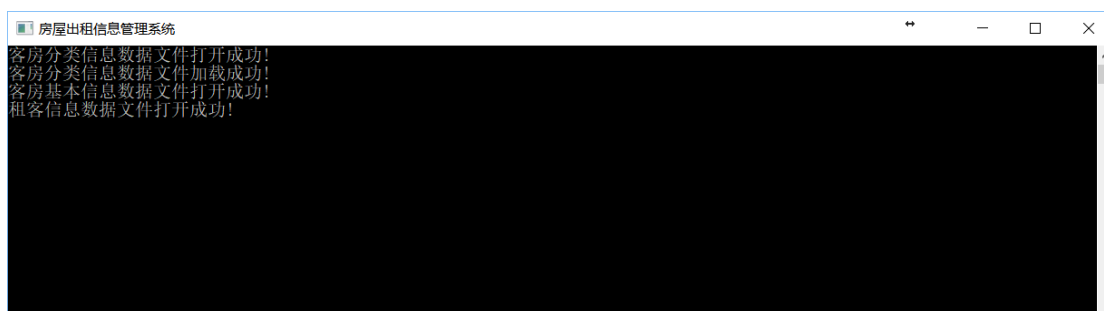 房屋出租信息管理系统
客房分类信息数据文件打开成功!
客房分类信息数据文件加载成功!
客房基本信息数据文件打开成功!
租客信息数据文件打开成功!